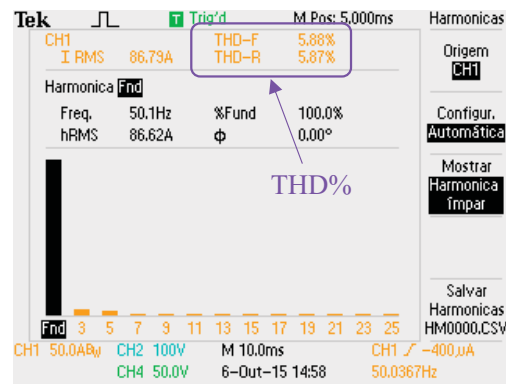 Tek Trig'd M Pos: 5.000ms Harmonicas
CH1 THD-F 5.88%
I RMS 86.79A THD-R 5.87%
Origem
CH1
Harmonica Fnd
Freq. 50.1Hz %Fund 100.0%
hRMS 86.62A Φ 0.00°
Configur.
Automática
THD%
Mostrar
Harmonica
ímpar
Salvar
Harmonicas
HM0000.CSV
Fnd 3 5 7 9 11 13 15 17 19 21 23 25
CH1 50.0ABW CH2 100V M 10.0ms CH1 -400uA
CH4 50.0V 6-Out-15 14:58 50.0367Hz